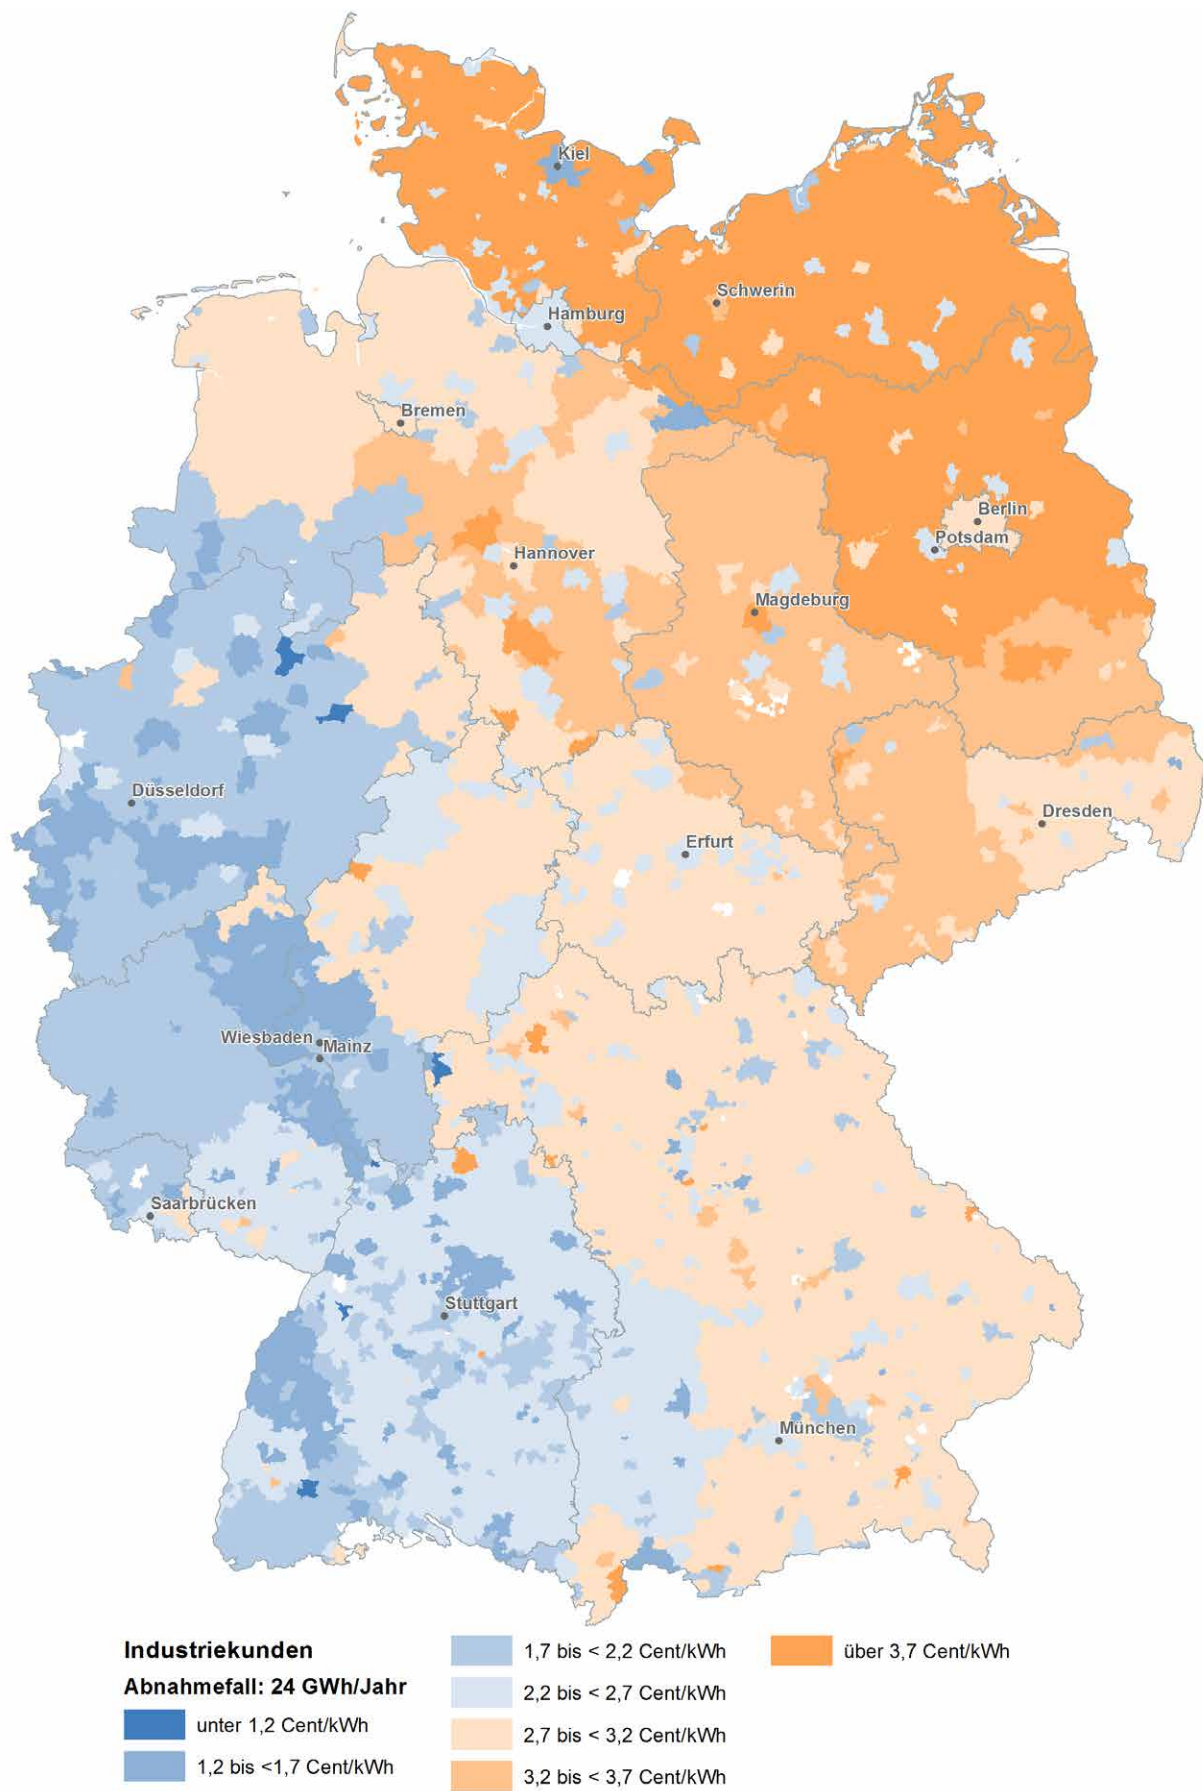 Kiel
Schwerin
Hamburg
Bremen
Berlin
Potsdam
Hannover
Magdeburg
Düsseldorf
Dresden
Erfurt
Wiesbaden
Mainz
Saarbrücken
Stuttgart
München
Industriekunden
Abnahmefall: 24 GWh/Jahr
unter 1,2 Cent/kWh
1,2 bis <1,7 Cent/kWh
1,7 bis < 2,2 Cent/kWh
2,2 bis < 2,7 Cent/kWh
2,7 bis < 3,2 Cent/kWh
3,2 bis < 3,7 Cent/kWh
über 3,7 Cent/kWh